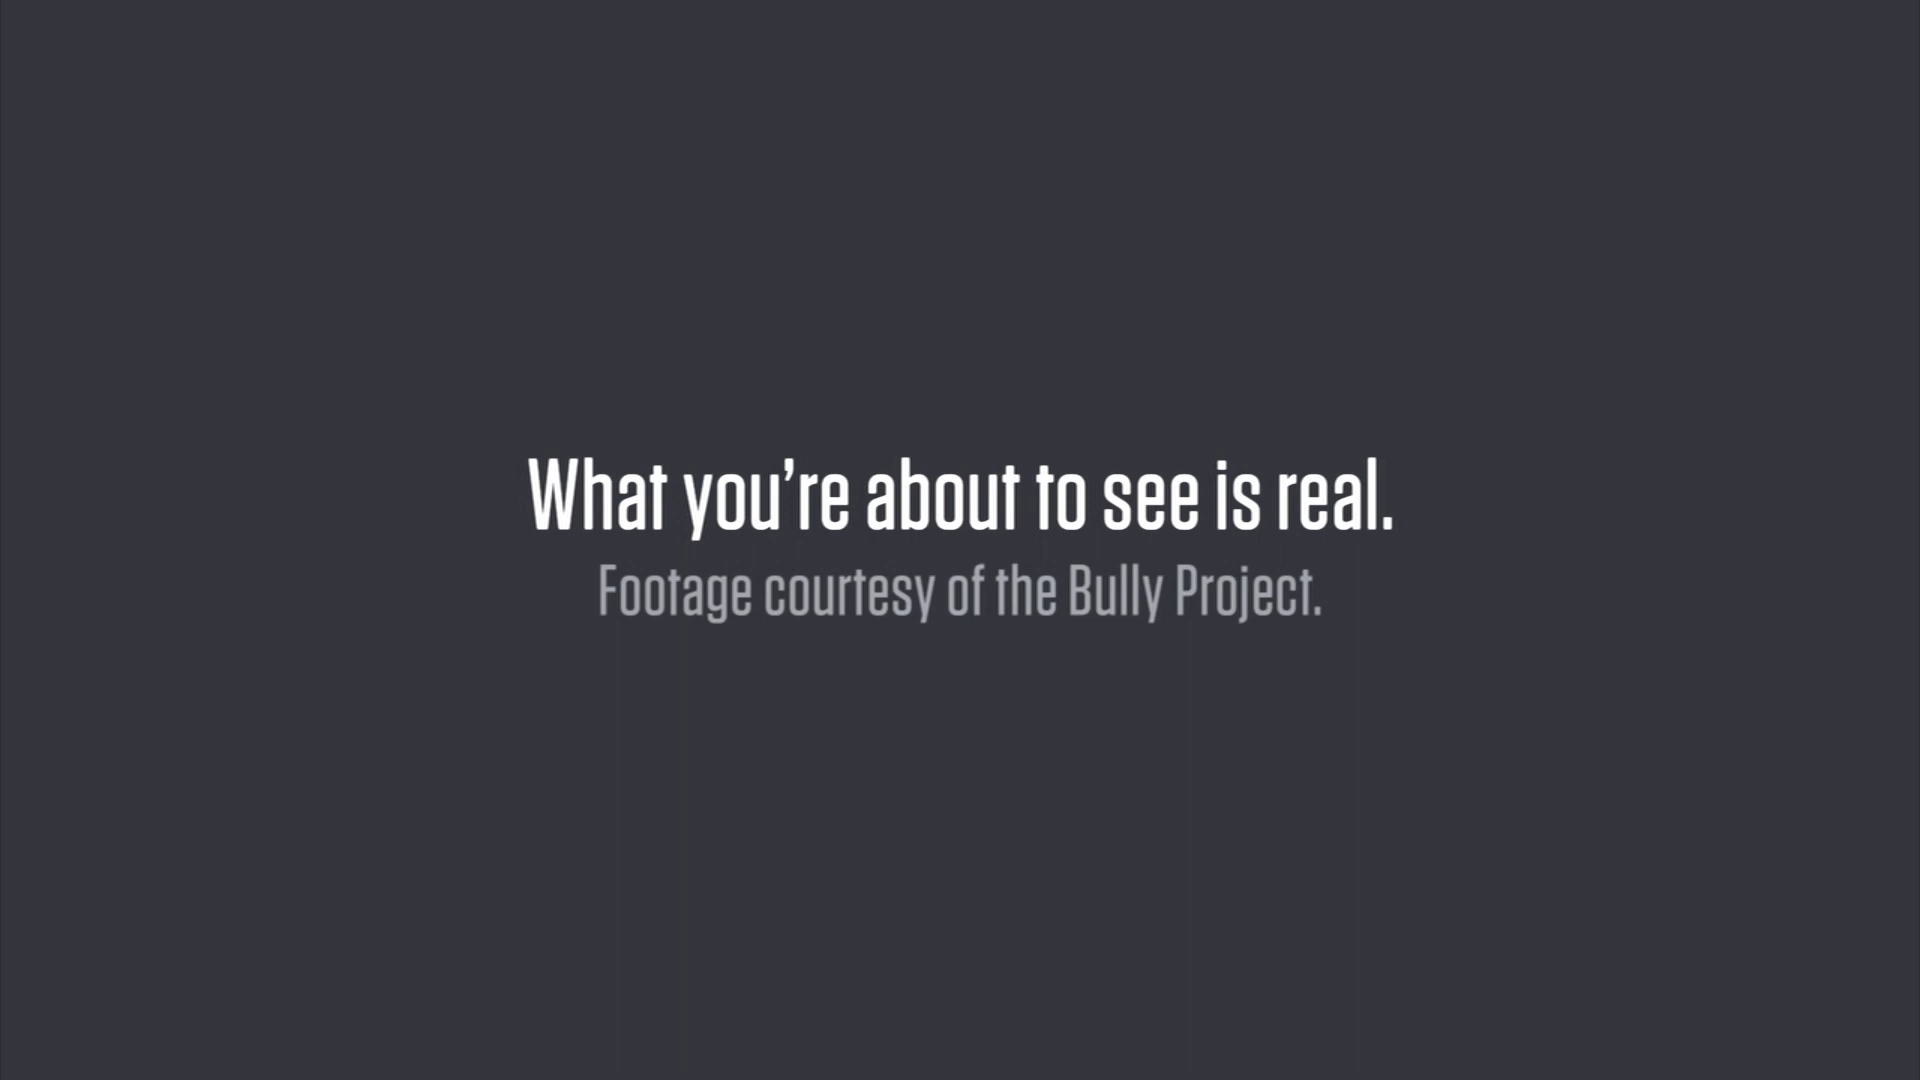 What you’re about to see is real.
Footage courtesy of the Bully Project.